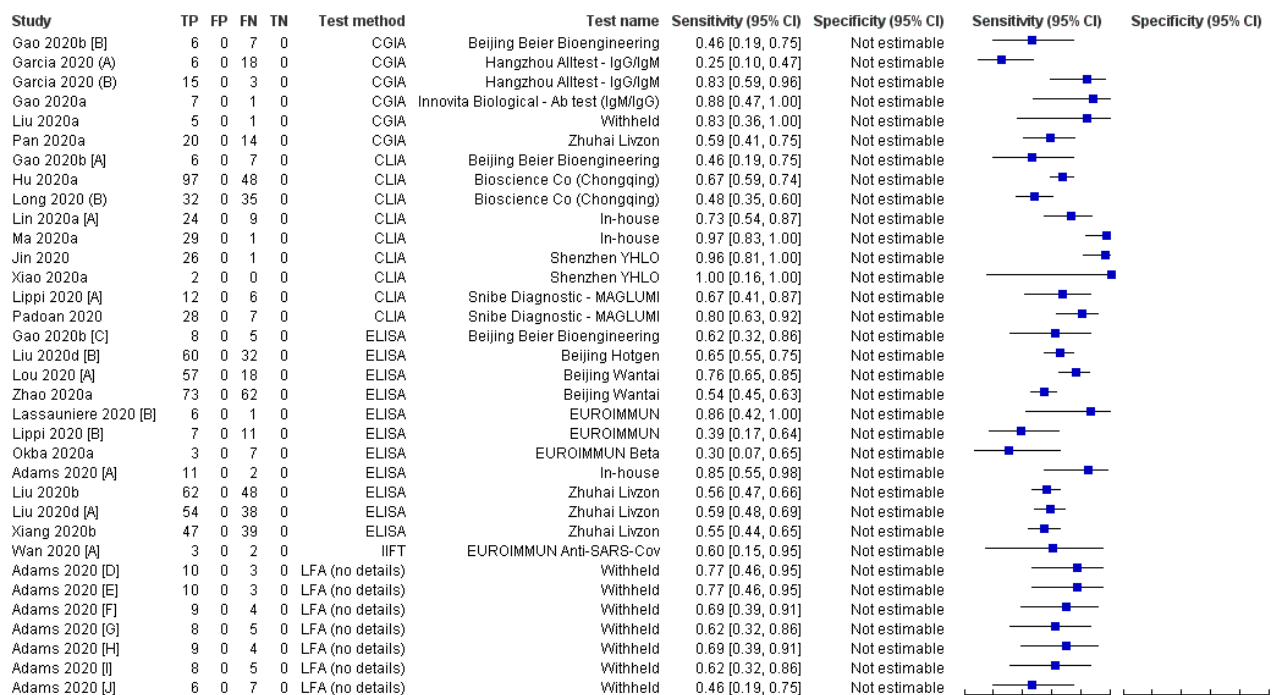 Study TP FP FN TN Test method Test name Sensitivity (95% CI) Specificity (95% CI) Sensitivity (95% CI) Specificity (95% CI)
Gao 2020b [B] 6 0 7 0 CGIA Beijing Beier Bioengineering 0.46 [0.19, 0.75] Not estimable
Garcia 2020 (A) 6 0 18 0 CGIA Hangzhou Alltest - IgG/IgM 0.25 [0.10, 0.47] Not estimable
Garcia 2020 (B) 15 0 3 0 CGIA Hangzhou Alltest - IgG/IgM 0.83 [0.59, 0.96] Not estimable
Gao 2020a 7 0 1 0 CGIA Innovita Biological - Ab test (IgM/IgG) 0.88 [0.47, 1.00] Not estimable
Liu 2020a 5 0 1 0 CGIA Withheld 0.83 [0.36, 1.00] Not estimable
Pan 2020a 20 0 14 0 CGIA Zhuhai Livzon 0.59 [0.41, 0.75] Not estimable
Gao 2020b [A] 6 0 7 0 CLIA Beijing Beier Bioengineering 0.46 [0.19, 0.75] Not estimable
Hu 2020a 97 0 48 0 CLIA Bioscience Co (Chongqing) 0.67 [0.59, 0.74] Not estimable
Long 2020 (B) 32 0 35 0 CLIA Bioscience Co (Chongqing) 0.48 [0.35, 0.60] Not estimable
Lin 2020a [A] 24 0 9 0 CLIA In-house 0.73 [0.54, 0.87] Not estimable
Ma 2020a 29 0 1 0 CLIA In-house 0.97 [0.83, 1.00] Not estimable
Jin 2020 26 0 1 0 CLIA Shenzhen YHLO 0.96 [0.81, 1.00] Not estimable
Xiao 2020a 2 0 0 0 CLIA Shenzhen YHLO 1.00 [0.16, 1.00] Not estimable
Lippi 2020 [A] 12 0 6 0 CLIA Snibe Diagnostic - MAGLUMI 0.67 [0.41, 0.87] Not estimable
Padoan 2020 28 0 7 0 CLIA Snibe Diagnostic - MAGLUMI 0.80 [0.63, 0.92] Not estimable
Gao 2020b [C] 8 0 5 0 ELISA Beijing Beier Bioengineering 0.62 [0.32, 0.86] Not estimable
Liu 2020d [B] 60 0 32 0 ELISA Beijing Hotgen 0.65 [0.55, 0.75] Not estimable
Lou 2020 [A] 57 0 18 0 ELISA Beijing Wantai 0.76 [0.65, 0.85] Not estimable
Zhao 2020a 73 0 62 0 ELISA Beijing Wantai 0.54 [0.45, 0.63] Not estimable
Lassauniere 2020 [B] 6 0 1 0 ELISA EUROIMMUN 0.86 [0.42, 1.00] Not estimable
Lippi 2020 [B] 7 0 11 0 ELISA EUROIMMUN 0.39 [0.17, 0.64] Not estimable
Okba 2020a 3 0 7 0 ELISA EUROIMMUN Beta 0.30 [0.07, 0.65] Not estimable
Adams 2020 [A] 11 0 2 0 ELISA In-house 0.85 [0.55, 0.98] Not estimable
Liu 2020b 62 0 48 0 ELISA Zhuhai Livzon 0.56 [0.47, 0.66] Not estimable
Liu 2020d [A] 54 0 38 0 ELISA Zhuhai Livzon 0.59 [0.48, 0.69] Not estimable
Xiang 2020b 47 0 39 0 ELISA Zhuhai Livzon 0.55 [0.44, 0.65] Not estimable
Wan 2020 [A] 3 0 2 0 IIFT EUROIMMUN Anti-SARS-Cov 0.60 [0.15, 0.95] Not estimable
Adams 2020 [D] 10 0 3 0 LFA (no details) Withheld 0.77 [0.46, 0.95] Not estimable
Adams 2020 [E] 10 0 3 0 LFA (no details) Withheld 0.77 [0.46, 0.95] Not estimable
Adams 2020 [F] 9 0 4 0 LFA (no details) Withheld 0.69 [0.39, 0.91] Not estimable
Adams 2020 [G] 8 0 5 0 LFA (no details) Withheld 0.62 [0.32, 0.86] Not estimable
Adams 2020 [H] 9 0 4 0 LFA (no details) Withheld 0.69 [0.39, 0.91] Not estimable
Adams 2020 [I] 8 0 5 0 LFA (no details) Withheld 0.62 [0.32, 0.86] Not estimable
Adams 2020 [J] 6 0 7 0 LFA (no details) Withheld 0.46 [0.19, 0.75] Not estimable